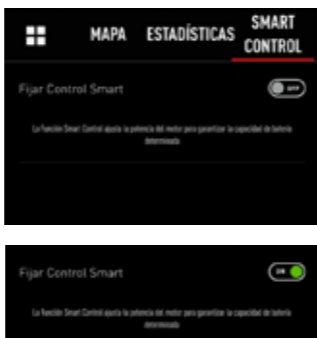 MAPA ESTADÍSTICAS SMART CONTROL
Fijar Control Smart OFF
La función Smart Control ajusta la potencia del motor para garantizar la capacidad de batería
determinada
Fijar Control Smart ON
La función Smart Control ajusta la potencia del motor para garantizar la capacidad de batería
determinada